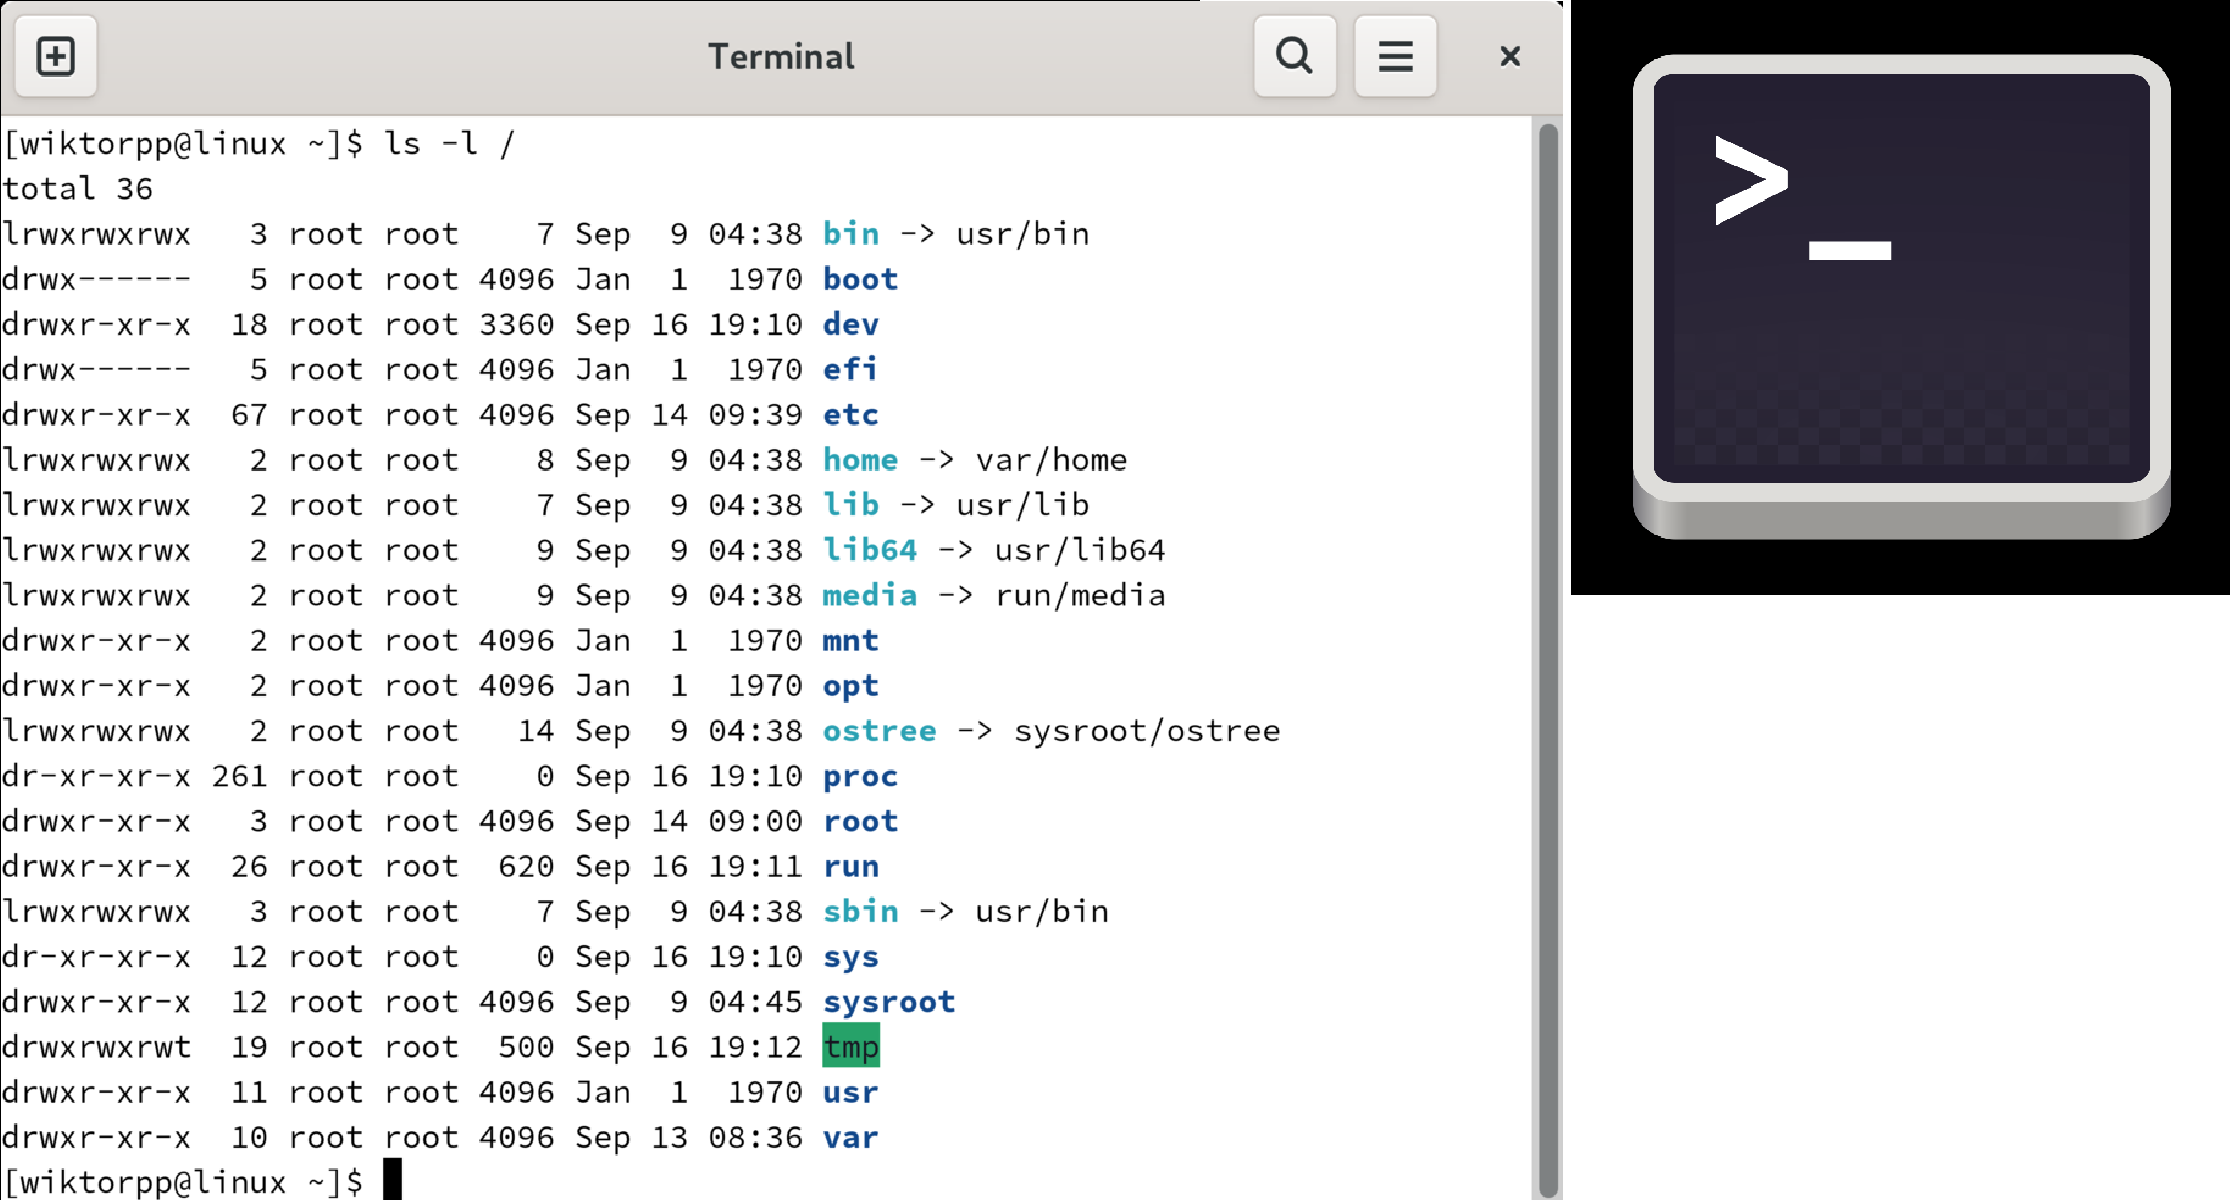 Terminal
[wiktorpp@linux ~]$ ls -l /
total 36
lrwxrwxrwx   3 root root    7 Sep  9 04:38 bin -> usr/bin
drwx------   5 root root 4096 Jan  1  1970 boot
drwxr-xr-x  18 root root 3360 Sep 16 19:10 dev
drwx------   5 root root 4096 Jan  1  1970 efi
drwxr-xr-x  67 root root 4096 Sep 14 09:39 etc
lrwxrwxrwx   2 root root    8 Sep  9 04:38 home -> var/home
lrwxrwxrwx   2 root root    7 Sep  9 04:38 lib -> usr/lib
lrwxrwxrwx   2 root root    9 Sep  9 04:38 lib64 -> usr/lib64
lrwxrwxrwx   2 root root    9 Sep  9 04:38 media -> run/media
drwxr-xr-x   2 root root 4096 Jan  1  1970 mnt
drwxr-xr-x   2 root root 4096 Jan  1  1970 opt
lrwxrwxrwx   2 root root   14 Sep  9 04:38 ostree -> sysroot/ostree
dr-xr-xr-x 261 root root    0 Sep 16 19:10 proc
drwxr-xr-x   3 root root 4096 Sep 14 09:00 root
drwxr-xr-x  26 root root  620 Sep 16 19:11 run
lrwxrwxrwx   3 root root    7 Sep  9 04:38 sbin -> usr/bin
dr-xr-xr-x  12 root root    0 Sep 16 19:10 sys
drwxr-xr-x  12 root root 4096 Sep  9 04:45 sysroot
drwxrwxrwt  19 root root  500 Sep 16 19:12 tmp
drwxr-xr-x  11 root root 4096 Jan  1  1970 usr
drwxr-xr-x  10 root root 4096 Sep 13 08:36 var
[wiktorpp@linux ~]$
>_